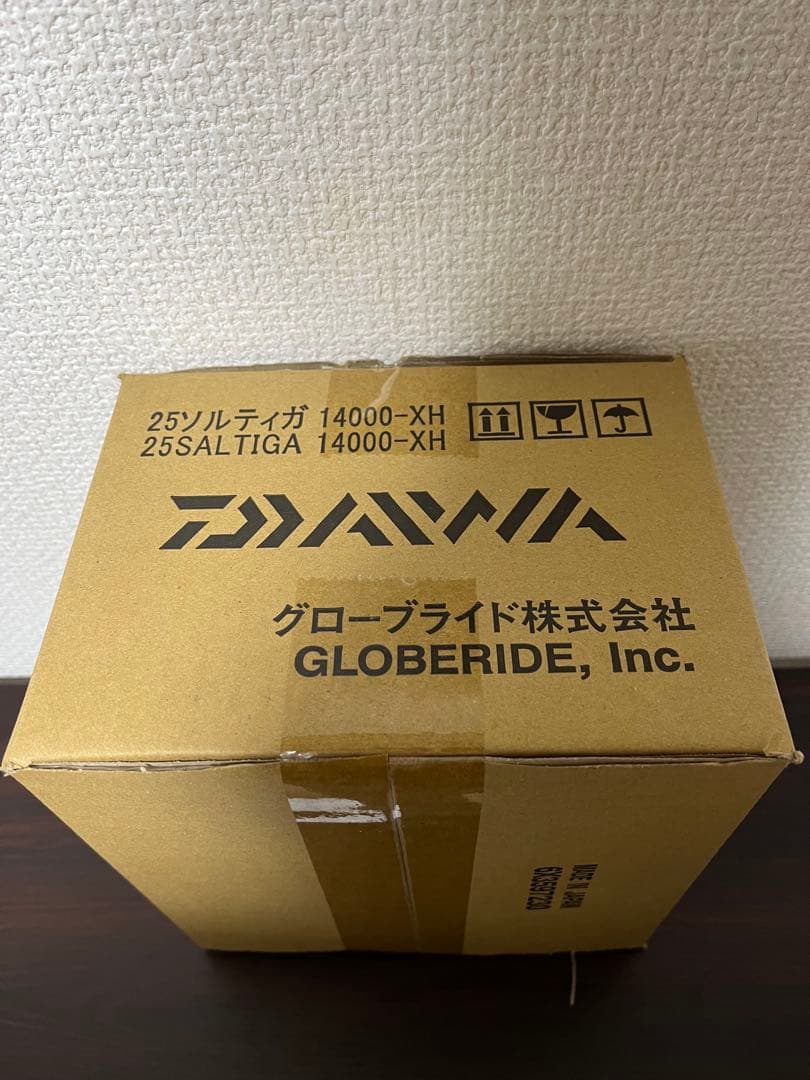 25ソルティガ 14000-XH
25SALTIGA 14000-XH
DAIWA
グローブライド株式会社
GLOBERIDE, Inc.
MADE IN JAPAN
6K3597230